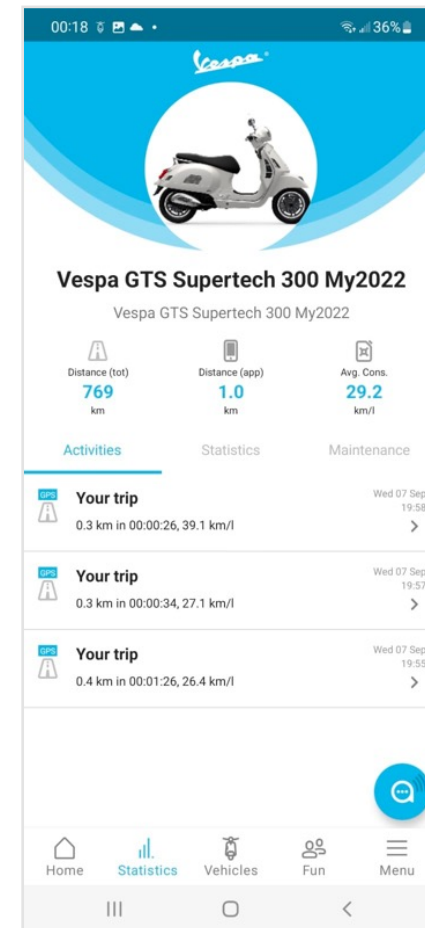 00:18 36%
Vespa
Vespa GTS Supertech 300 My2022
Vespa GTS Supertech 300 My2022
Distance (tot) Distance (app) Avg. Cons.
769 1.0 29.2
km km km/l
Activities Statistics Maintenance
GPS Your trip Wed 07 Sep
19:58
0.3 km in 00:00:26, 39.1 km/l
GPS Your trip Wed 07 Sep
19:57
0.3 km in 00:00:34, 27.1 km/l
GPS Your trip Wed 07 Sep
19:55
0.4 km in 00:01:26, 26.4 km/l
Home Statistics Vehicles Fun Menu